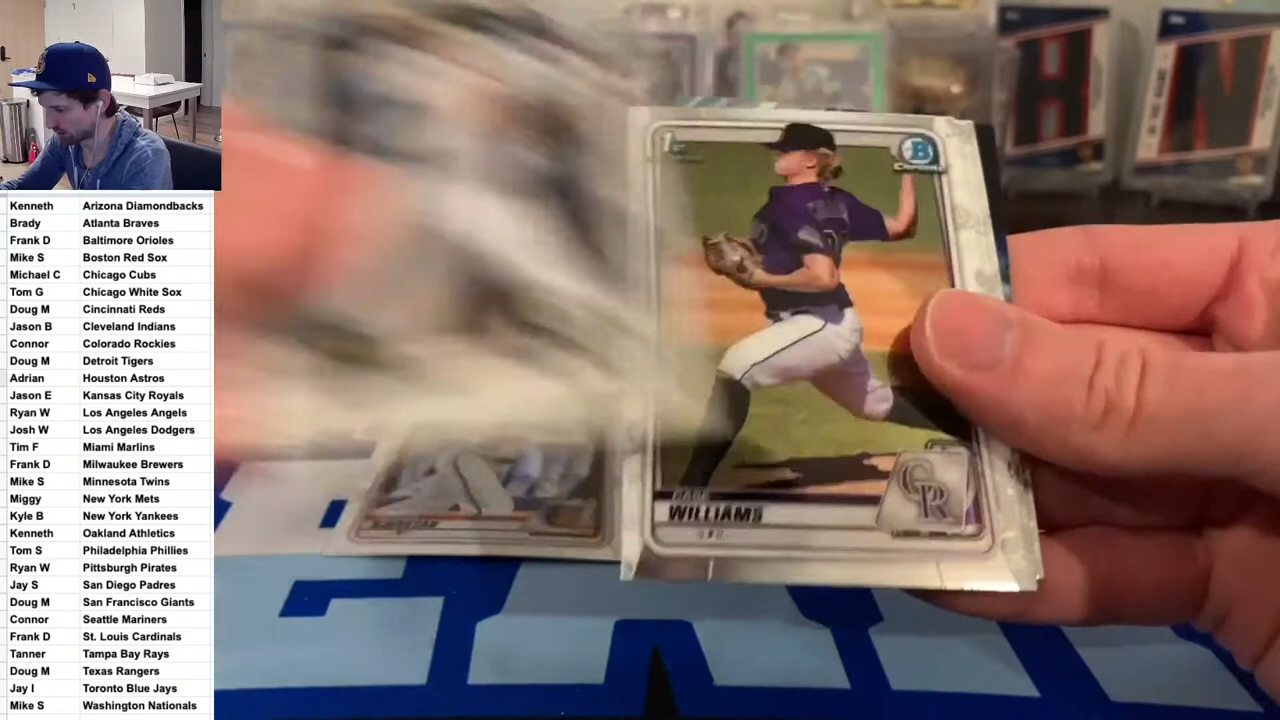 Kenneth Arizona Diamondbacks
Brady Atlanta Braves
Frank D Baltimore Orioles
Mike S Boston Red Sox
Michael C Chicago Cubs
Tom G Chicago White Sox
Doug M Cincinnati Reds
Jason B Cleveland Indians
Connor Colorado Rockies
Doug M Detroit Tigers
Adrian Houston Astros
Jason E Kansas City Royals
Ryan W Los Angeles Angels
Josh W Los Angeles Dodgers
Tim F Miami Marlins
Frank D Milwaukee Brewers
Mike S Minnesota Twins
Miggy New York Mets
Kyle B New York Yankees
Kenneth Oakland Athletics
Tom S Philadelphia Phillies
Ryan W Pittsburgh Pirates
Jay S San Diego Padres
Doug M San Francisco Giants
Connor Seattle Mariners
Frank D St. Louis Cardinals
Tanner Tampa Bay Rays
Doug M Texas Rangers
Jay I Toronto Blue Jays
Mike S Washington Nationals
1st
B
WILLIAMS
CR
H
N